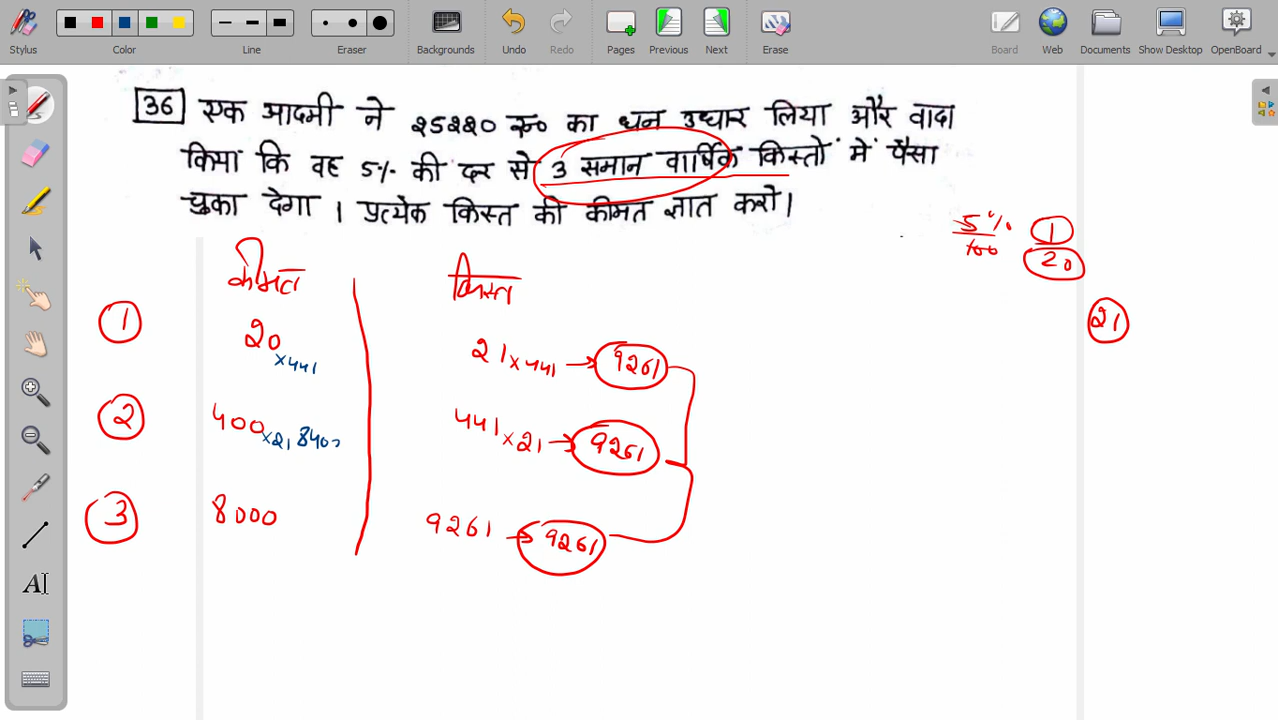 Stylus Color Line Eraser Backgrounds Undo Redo Pages Previous Next Erase Board Web Documents Show Desktop OpenBoard
36 एक आदमी ने 25220 रू० का धन उधार लिया और वादा
किया कि वह 5% की दर से 3 समान वार्षिक किस्तों में पैसा
चुका देगा । प्रत्येक किस्त की कीमत ज्ञात करो।
5% 1
100 20
कीमत किस्त
1 20 ×441 21 ×441 → 9261 21
2 400 ×21 8400 441 ×21 → 9261
3 8000 9261 → 9261
AI